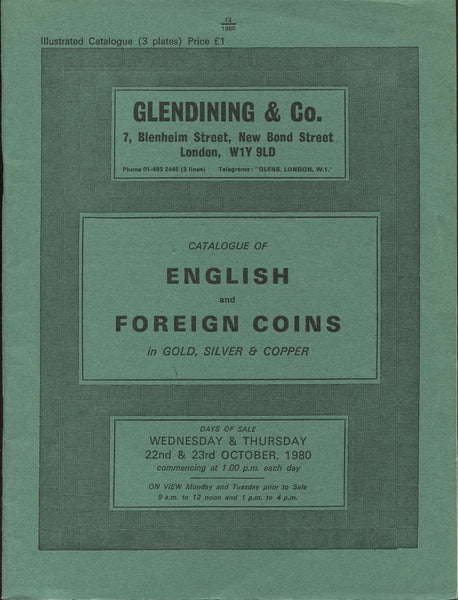 12
1980
Illustrated Catalogue (3 plates) Price £1
GLENDINING & Co.
7, Blenheim Street, New Bond Street
London, W1Y 9LD
Phone 01-493 2445 (3 lines) Telegrams: "GLENS, LONDON, W.1."
CATALOGUE OF
ENGLISH
and
FOREIGN COINS
in GOLD, SILVER & COPPER
DAYS OF SALE
WEDNESDAY & THURSDAY
22nd & 23rd OCTOBER, 1980
commencing at 1.00 p.m. each day
ON VIEW Monday and Tuesday prior to Sale
9 a.m. to 12 noon and 1 p.m. to 4 p.m.